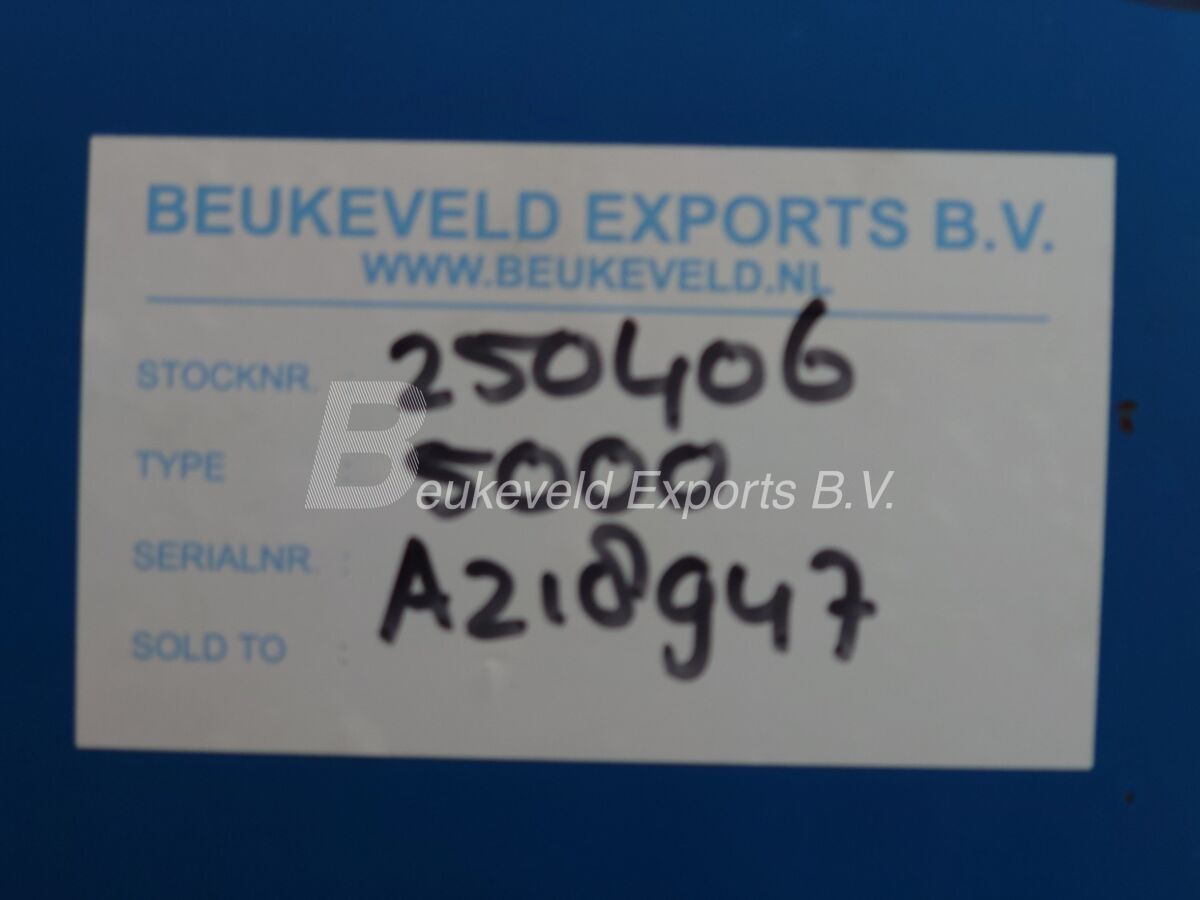 BEUKEVELD EXPORTS B.V.
WWW.BEUKEVELD.NL
STOCKNR. : 250406
TYPE : 5000
Beukeveld Exports B.V.
SERIALNR. : A218947
SOLD TO :